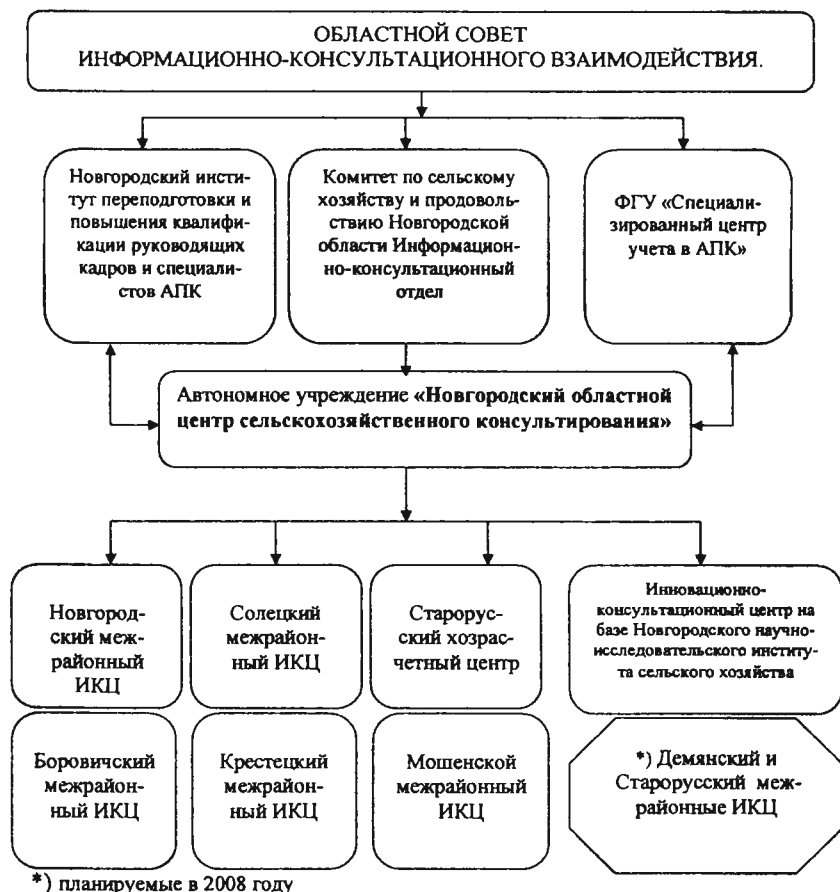 ОБЛАСТНОЙ СОВЕТ
ИНФОРМАЦИОННО-КОНСУЛЬТАЦИОННОГО ВЗАИМОДЕЙСТВИЯ.
Новгородский инсти-
тут переподготовки и
повышения квалифи-
кации руководящих
кадров и специали-
стов АПК
Комитет по сельскому
хозяйству и продоволь-
ствию Новгородской
области Информацион-
но-консультационный
отдел
ФГУ «Специали-
зированный центр
учета в АПК»
Автономное учреждение «Новгородский областной
центр сельскохозяйственного консультирования»
Новгород-
ский меж-
районный
ИКЦ
Солецкий
межрайон-
ный ИКЦ
Старорус-
ский хозрас-
четный центр
Инновационно-
консультационный центр на
базе Новгородского научно-
исследовательского институ-
та сельского хозяйства
Боровичский
межрайон-
ный ИКЦ
Крестецкий
межрайон-
ный ИКЦ
Мошенской
межрайонный
ИКЦ
*) Демянский и
Старорусский меж-
районные ИКЦ
*) планируемые в 2008 году